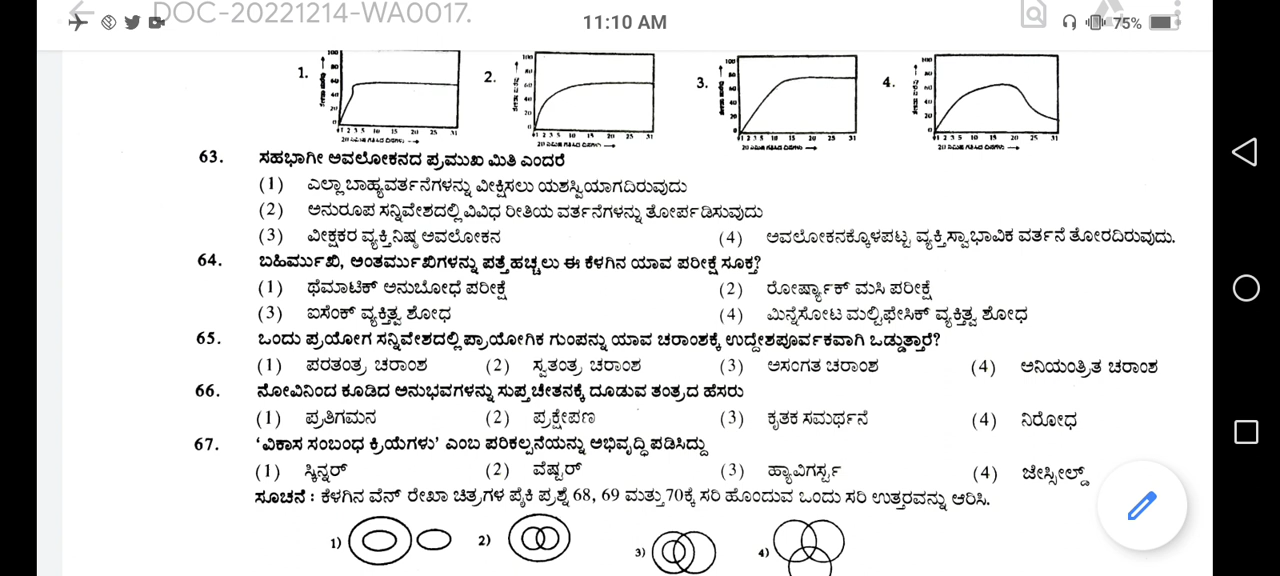 DOC-20221214-WA0017.
11:10 AM
75%
1. 2. 3. 4.
63. ಸಹಭಾಗೀ ಅವಲೋಕನದ ಪ್ರಮುಖ ಮಿತಿ ಎಂದರೆ
(1) ಎಲ್ಲಾ ಬಾಹ್ಯವರ್ತನೆಗಳನ್ನು ವೀಕ್ಷಿಸಲು ಯಶಸ್ವಿಯಾಗದಿರುವುದು
(2) ಅನುರೂಪ ಸನ್ನಿವೇಶದಲ್ಲಿ ವಿವಿಧ ರೀತಿಯ ವರ್ತನೆಗಳನ್ನು ತೋರ್ಪಡಿಸುವುದು
(3) ವೀಕ್ಷಕರ ವ್ಯಕ್ತಿನಿಷ್ಠ ಅವಲೋಕನ (4) ಅವಲೋಕನಕ್ಕೊಳಪಟ್ಟ ವ್ಯಕ್ತಿ ಸ್ವಾಭಾವಿಕ ವರ್ತನೆ ತೋರದಿರುವುದು.
64. ಬಹಿರ್ಮುಖಿ, ಅಂತರ್ಮುಖಿಗಳನ್ನು ಪತ್ತೆ ಹಚ್ಚಲು ಈ ಕೆಳಗಿನ ಯಾವ ಪರೀಕ್ಷೆ ಸೂಕ್ತ?
(1) ಥೆಮಾಟಿಕ್ ಅನುಬೋಧೆ ಪರೀಕ್ಷೆ (2) ರೋರ್ಷ್ಯಾಕ್ ಮಸಿ ಪರೀಕ್ಷೆ
(3) ಐಸೆಂಕ್ ವ್ಯಕ್ತಿತ್ವ ಶೋಧ (4) ಮಿನ್ನೆಸೋಟ ಮಲ್ಟಿಫೇಸಿಕ್ ವ್ಯಕ್ತಿತ್ವ ಶೋಧ
65. ಒಂದು ಪ್ರಯೋಗ ಸನ್ನಿವೇಶದಲ್ಲಿ ಪ್ರಾಯೋಗಿಕ ಗುಂಪನ್ನು ಯಾವ ಚರಾಂಶಕ್ಕೆ ಉದ್ದೇಶಪೂರ್ವಕವಾಗಿ ಒಡ್ಡುತ್ತಾರೆ?
(1) ಪರತಂತ್ರ ಚರಾಂಶ (2) ಸ್ವತಂತ್ರ ಚರಾಂಶ (3) ಅಸಂಗತ ಚರಾಂಶ (4) ಅನಿಯಂತ್ರಿತ ಚರಾಂಶ
66. ನೋವಿನಿಂದ ಕೂಡಿದ ಅನುಭವಗಳನ್ನು ಸುಪ್ತ ಚೇತನಕ್ಕೆ ದೂಡುವ ತಂತ್ರದ ಹೆಸರು
(1) ಪ್ರತಿಗಮನ (2) ಪ್ರಕ್ಷೇಪಣ (3) ಕೃತಕ ಸಮರ್ಥನೆ (4) ನಿರೋಧ
67. ‘ವಿಕಾಸ ಸಂಬಂಧ ಕ್ರಿಯೆಗಳು’ ಎಂಬ ಪರಿಕಲ್ಪನೆಯನ್ನು ಅಭಿವೃದ್ಧಿ ಪಡಿಸಿದ್ದು
(1) ಸ್ಕಿನ್ನರ್ (2) ವೆಷ್ಟರ್ (3) ಹ್ಯಾವಿಗರ್ಸ್ಟ್ (4) ಜೇರ್ಸ್ಸೀಲ್ಡ್
ಸೂಚನೆ : ಕೆಳಗಿನ ವೆನ್ ರೇಖಾ ಚಿತ್ರಗಳ ಪೈಕಿ ಪ್ರಶ್ನೆ 68, 69 ಮತ್ತು 70ಕ್ಕೆ ಸರಿ ಹೊಂದುವ ಒಂದು ಸರಿ ಉತ್ತರವನ್ನು ಆರಿಸಿ.
1) 2) 3) 4)